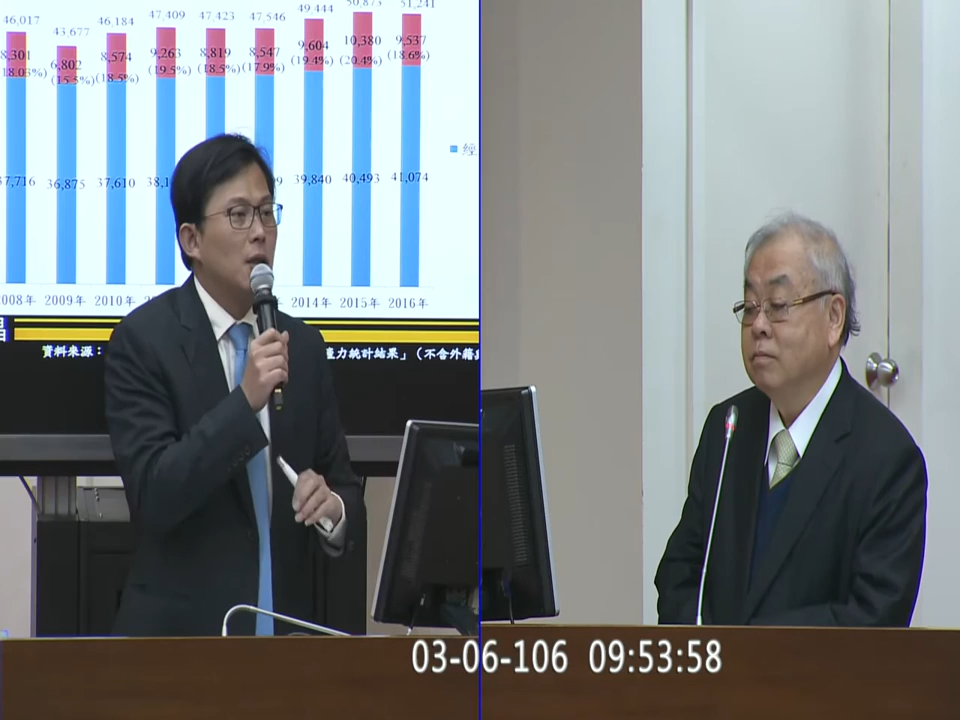 46,017 43,677 46,184 47,409 47,423 47,546 49,444 50,873 51,241
8,301 6,802 8,574 9,263 8,819 8,547 9,604 10,380 9,537
(18.03%) (15.5%) (18.5%) (19.5%) (18.5%) (17.9%) (19.4%) (20.4%) (18.6%)
經
37,716 36,875 37,610 39,840 40,493 41,074
2008年 2009年 2010年 2014年 2015年 2016年
資料來源:
力統計結果」(不含外籍
03-06-106 09:53:58